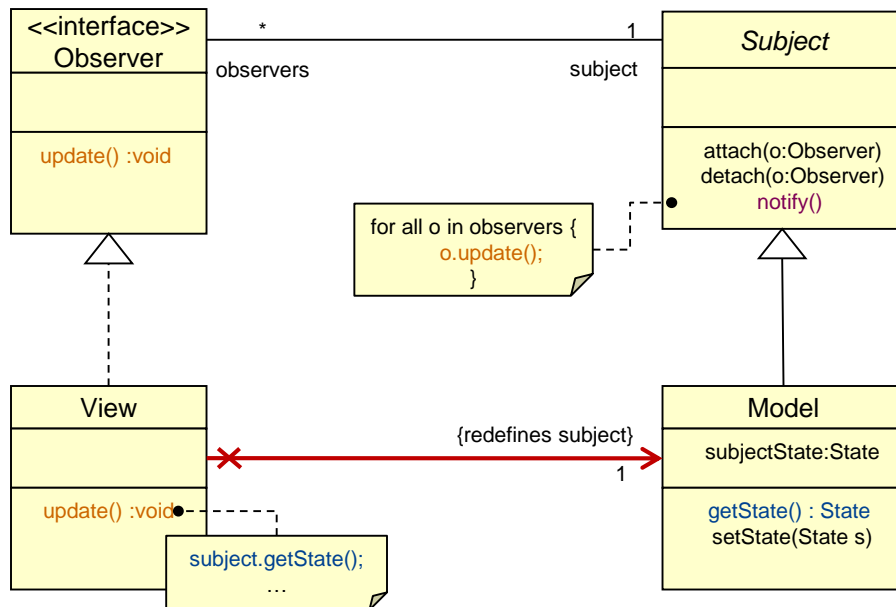 <<interface>>
Observer
*
observers
1
subject
Subject
update() :void
attach(o:Observer)
detach(o:Observer)
notify()
for all o in observers {
o.update();
}
View
{redefines subject}
1
Model
subjectState:State
update() :void
getState() : State
setState(State s)
subject.getState();
…